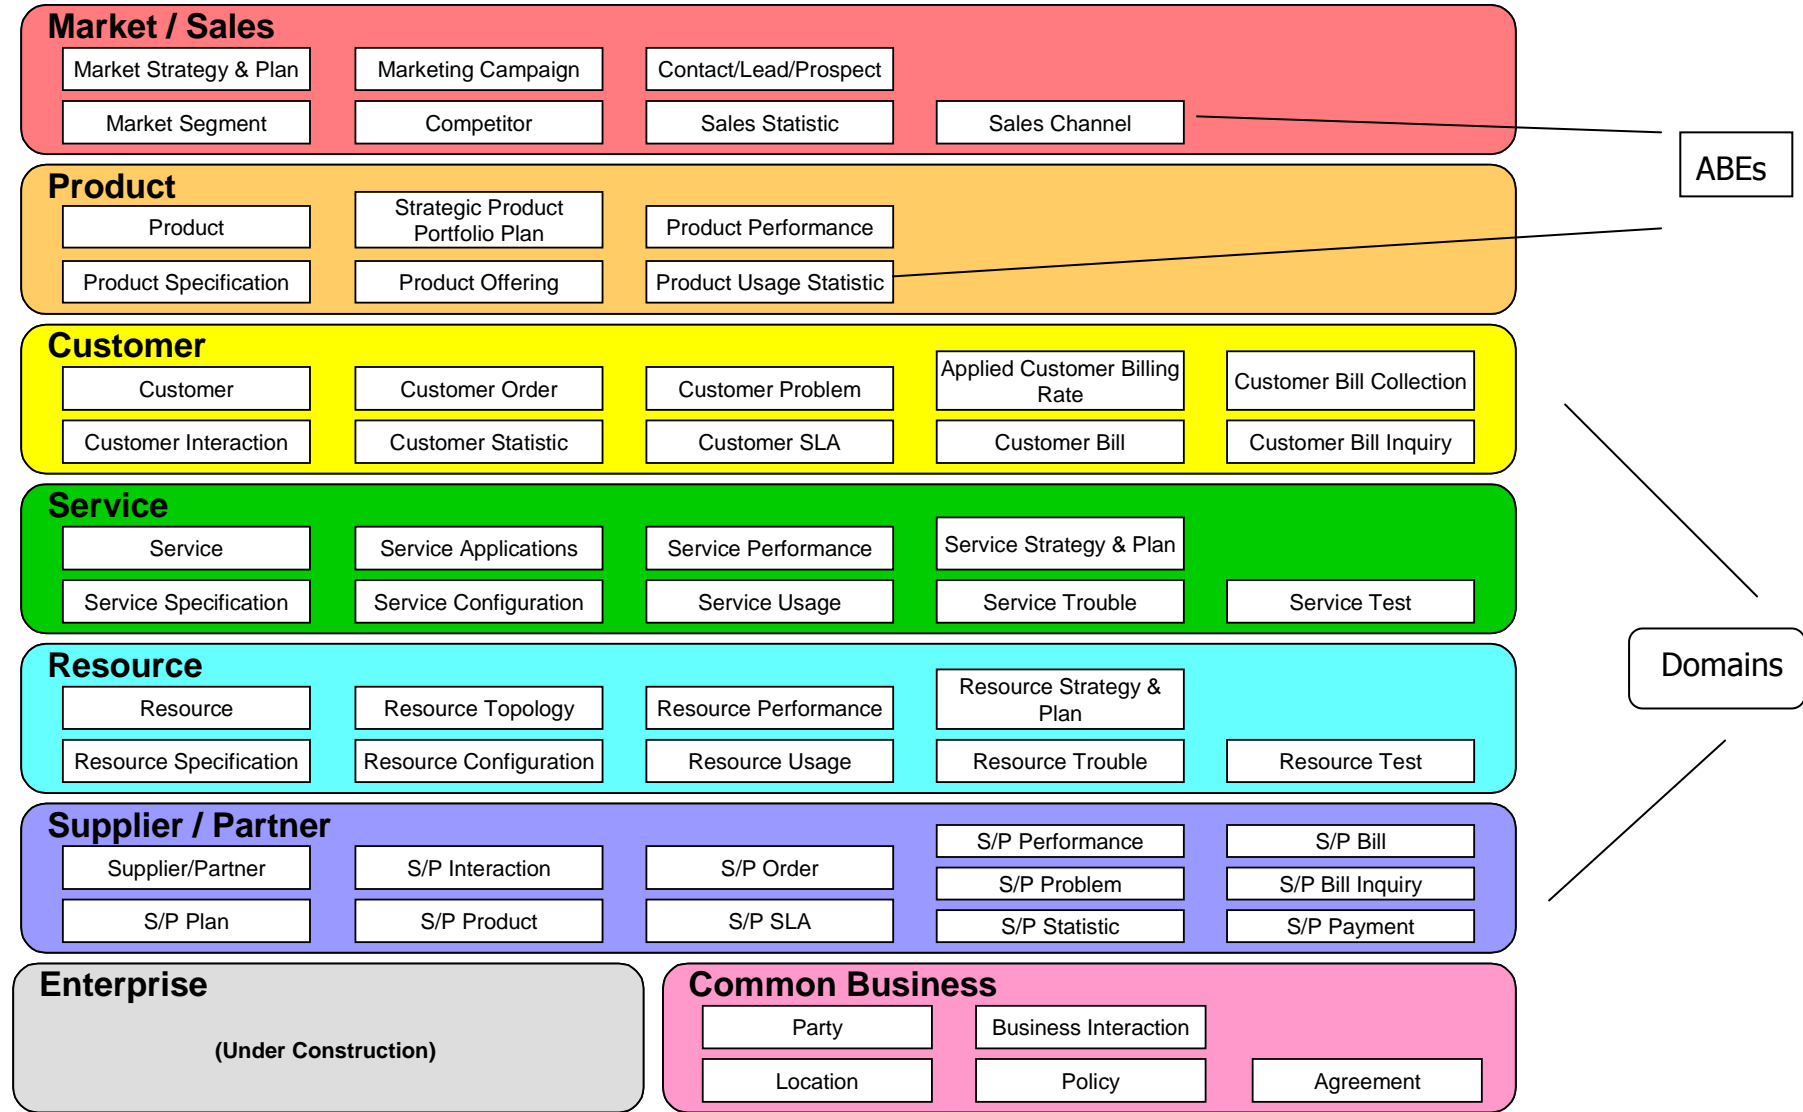 Market / Sales
Market Strategy & Plan
Marketing Campaign
Contact/Lead/Prospect
Market Segment
Competitor
Sales Statistic
Sales Channel
ABEs
Product
Product
Strategic Product
Portfolio Plan
Product Performance
Product Specification
Product Offering
Product Usage Statistic
Customer
Customer
Customer Order
Customer Problem
Applied Customer Billing
Rate
Customer Bill Collection
Customer Interaction
Customer Statistic
Customer SLA
Customer Bill
Customer Bill Inquiry
Service
Service
Service Applications
Service Performance
Service Strategy & Plan
Service Specification
Service Configuration
Service Usage
Service Trouble
Service Test
Domains
Resource
Resource
Resource Topology
Resource Performance
Resource Strategy &
Plan
Resource Specification
Resource Configuration
Resource Usage
Resource Trouble
Resource Test
Supplier / Partner
Supplier/Partner
S/P Interaction
S/P Order
S/P Performance
S/P Bill
S/P Problem
S/P Bill Inquiry
S/P Plan
S/P Product
S/P SLA
S/P Statistic
S/P Payment
Enterprise
(Under Construction)
Common Business
Party
Business Interaction
Location
Policy
Agreement